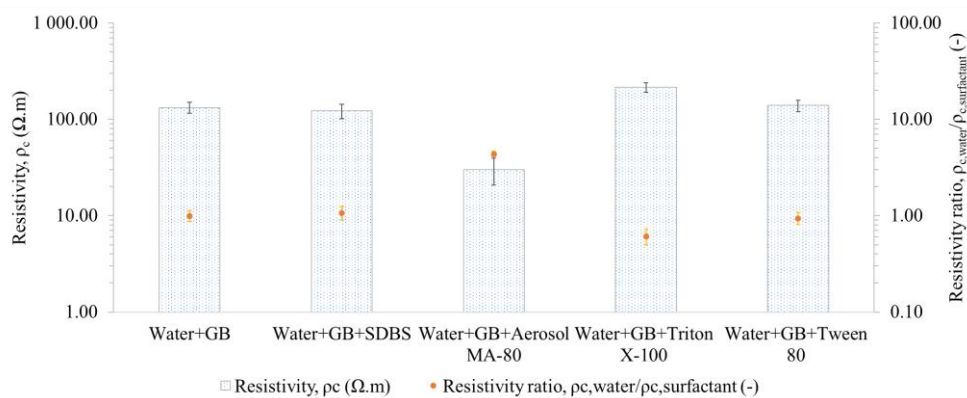 1 000.00
100.00
10.00
1.00
Resistivity, ρc (Ω.m)
100.00
10.00
1.00
0.10
Resistivity ratio, ρc,water/ρc,surfactant (-)
Water+GB
Water+GB+SDBS
Water+GB+Aerosol
MA-80
Water+GB+Triton
X-100
Water+GB+Tween
80
Resistivity, ρc (Ω.m)
Resistivity ratio, ρc,water/ρc,surfactant (-)